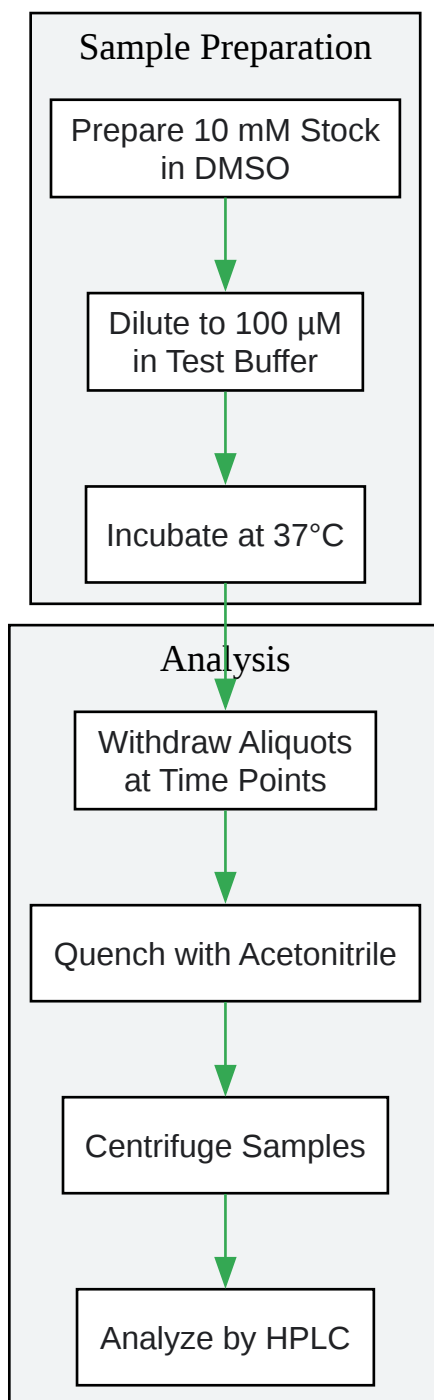 Sample Preparation
Prepare 10 mM Stock
in DMSO
Dilute to 100 µM
in Test Buffer
Incubate at 37°C
Analysis
Withdraw Aliquots
at Time Points
Quench with Acetonitrile
Centrifuge Samples
Analyze by HPLC